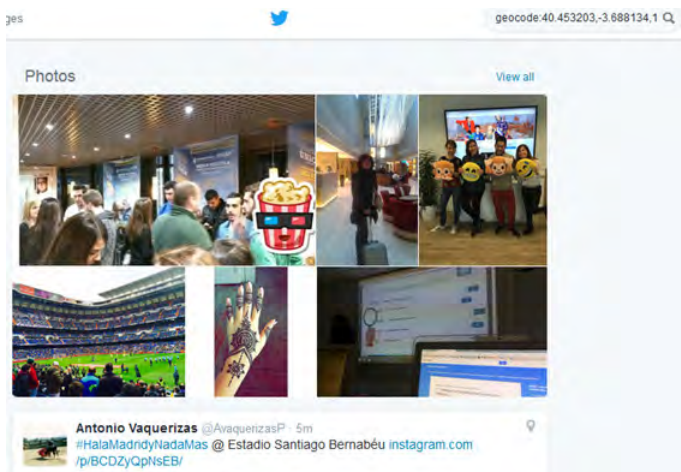 ges
geocode:40.453203,-3.688134,1
Photos
View all
Antonio Vaquerizas @AvaquerizasP · 5m
#HalaMadridyNadaMas @ Estadio Santiago Bernabéu instagram.com
/p/BCDZyQpNsEB/